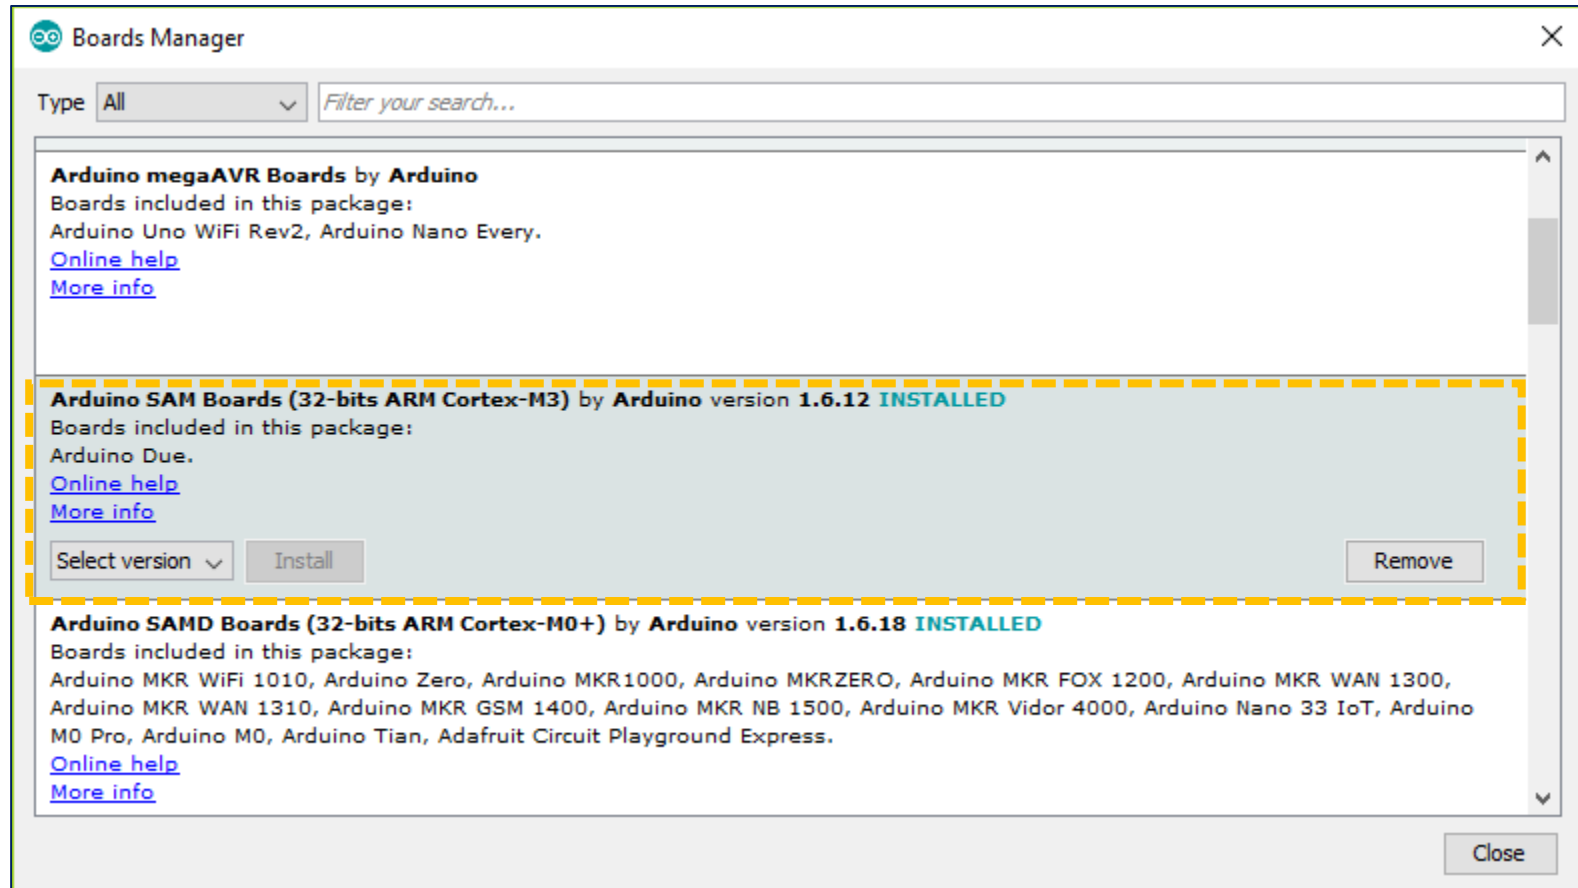 Boards Manager
Type All Filter your search...
Arduino megaAVR Boards by Arduino
Boards included in this package:
Arduino Uno WiFi Rev2, Arduino Nano Every.
Online help
More info
Arduino SAM Boards (32-bits ARM Cortex-M3) by Arduino version 1.6.12 INSTALLED
Boards included in this package:
Arduino Due.
Online help
More info
Select version Install Remove
Arduino SAMD Boards (32-bits ARM Cortex-M0+) by Arduino version 1.6.18 INSTALLED
Boards included in this package:
Arduino MKR WiFi 1010, Arduino Zero, Arduino MKR1000, Arduino MKRZERO, Arduino MKR FOX 1200, Arduino MKR WAN 1300,
Arduino MKR WAN 1310, Arduino MKR GSM 1400, Arduino MKR NB 1500, Arduino MKR Vidor 4000, Arduino Nano 33 IoT, Arduino
M0 Pro, Arduino M0, Arduino Tian, Adafruit Circuit Playground Express.
Online help
More info
Close